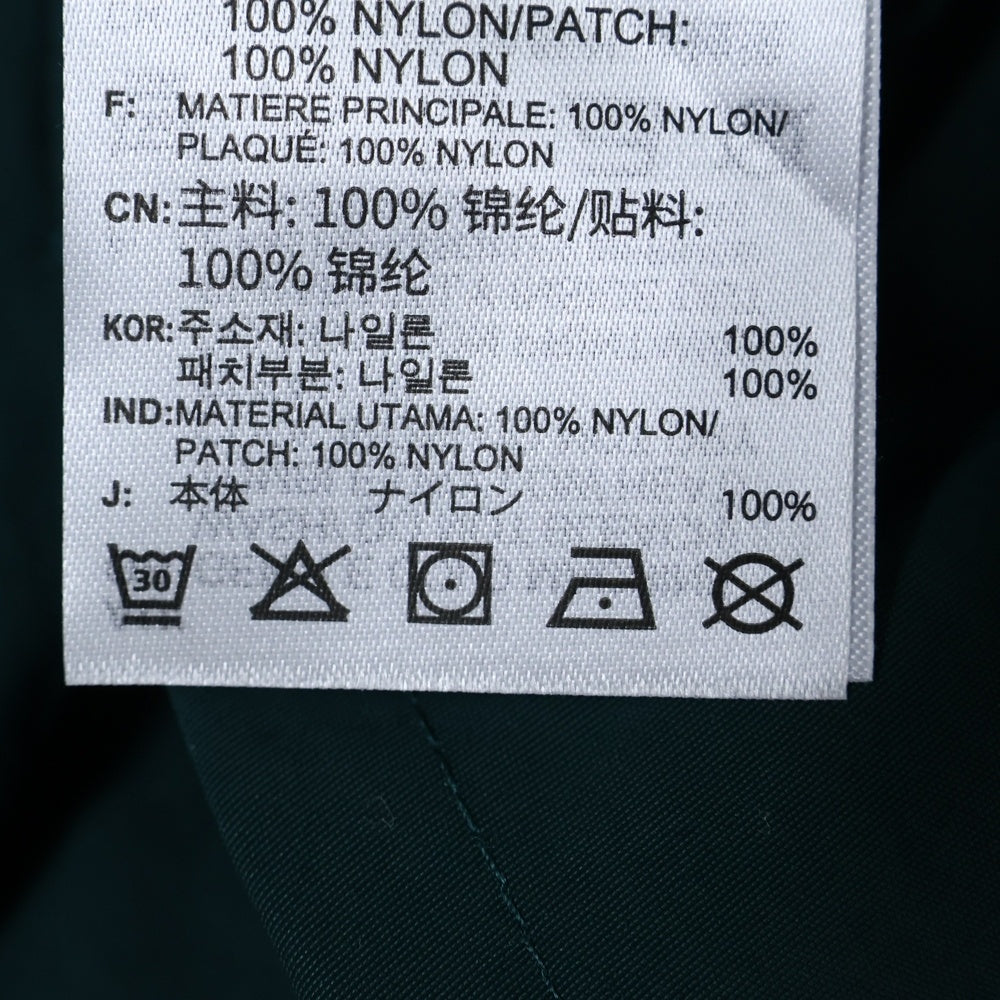 100% NYLON/PATCH:
100% NYLON
F: MATIERE PRINCIPALE: 100% NYLON/
PLAQUÉ: 100% NYLON
CN: 主料: 100% 锦纶/贴料:
100% 锦纶
KOR: 주소재: 나일론 100%
패치부분: 나일론 100%
IND: MATERIAL UTAMA: 100% NYLON/
PATCH: 100% NYLON
J: 本体 ナイロン 100%
30